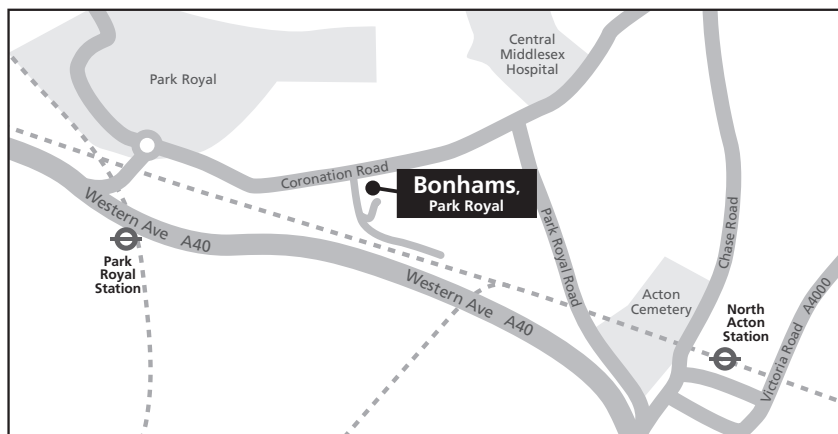 Central
Middlesex
Hospital
Park Royal
Coronation Road
Bonhams,
Park Royal
Western Ave A40
Park
Royal
Station
Park Royal Road
Chase Road
Western Ave A40
Acton
Cemetery
North
Acton
Station
Victoria Road A4000